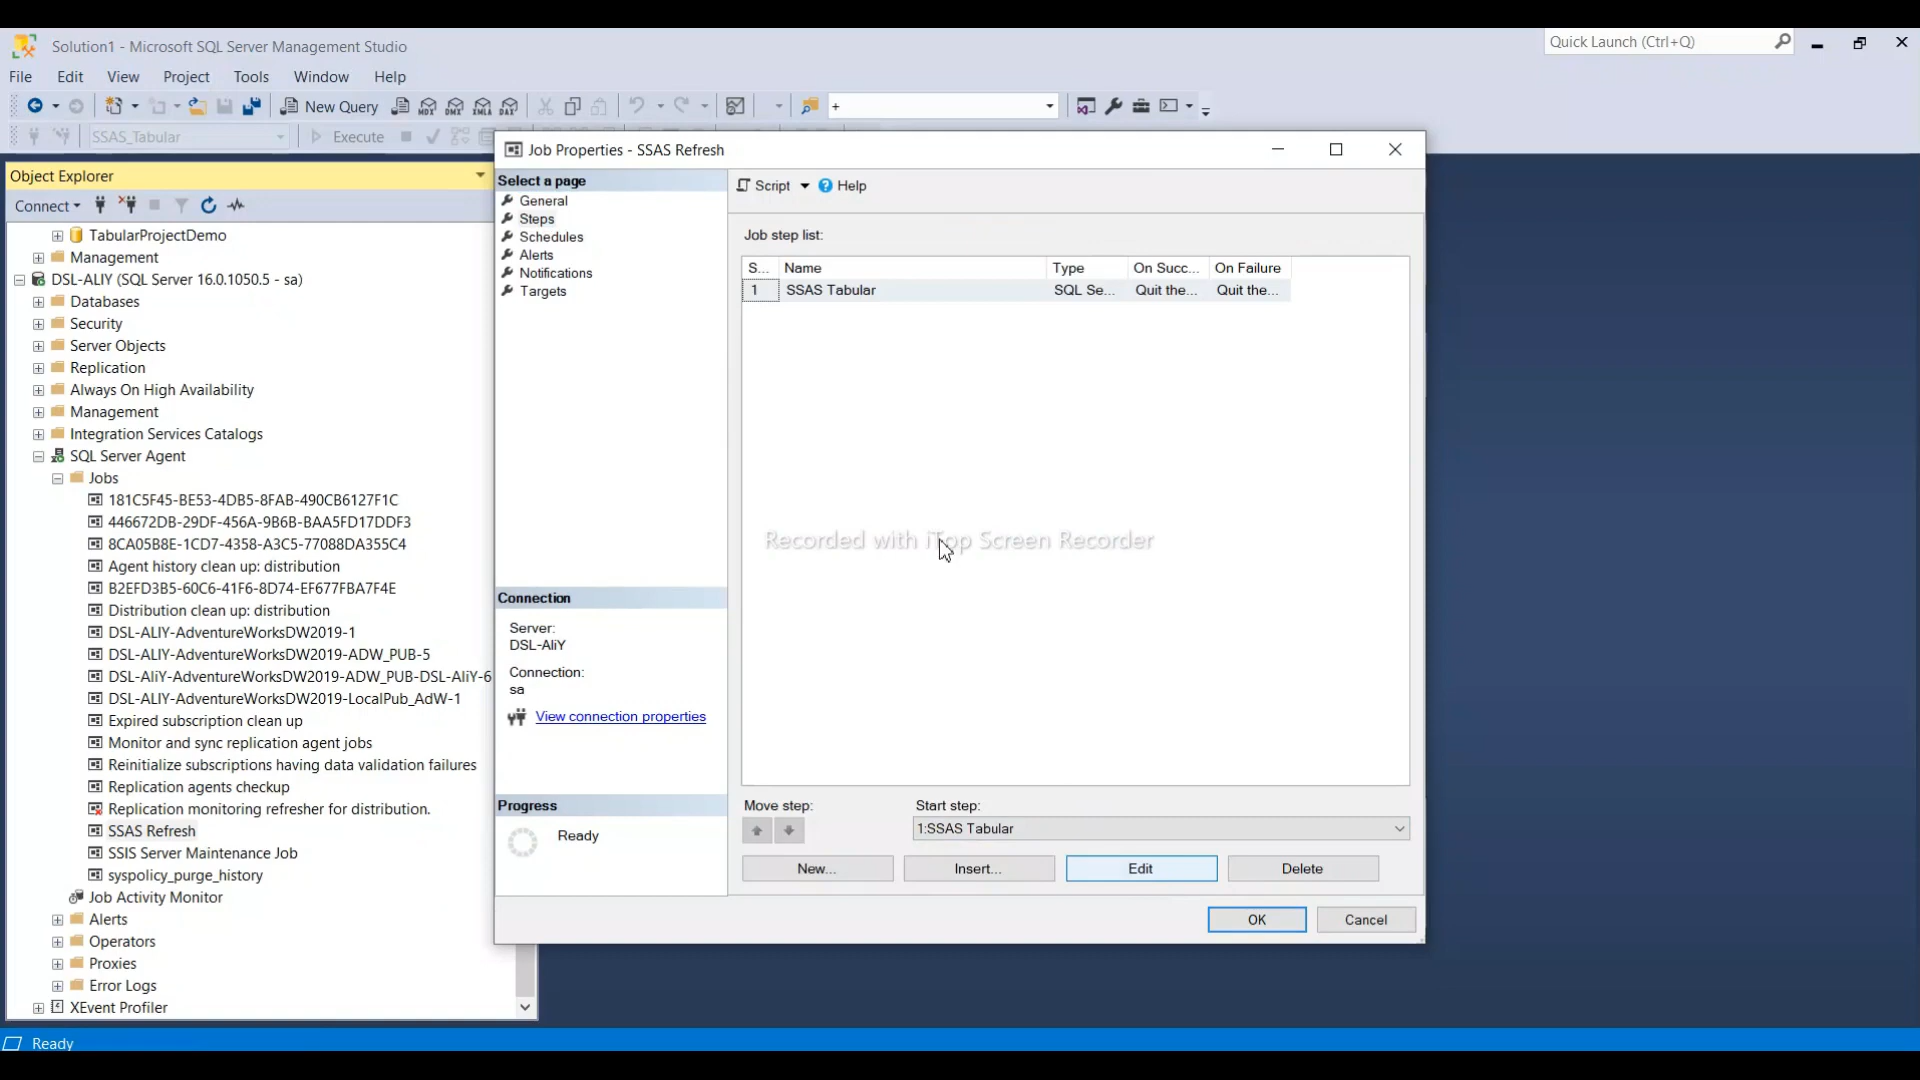 Solution1 - Microsoft SQL Server Management Studio
Quick Launch (Ctrl+Q)
File Edit View Project Tools Window Help
New Query
MDX DMX XMLA DAX
+
SSAS_Tabular
Execute
Object Explorer
Connect
TabularProjectDemo
Management
DSL-ALIY (SQL Server 16.0.1050.5 - sa)
Databases
Security
Server Objects
Replication
Always On High Availability
Management
Integration Services Catalogs
SQL Server Agent
Jobs
181C5F45-BE53-4DB5-8FAB-490CB6127F1C
446672DB-29DF-456A-9B6B-BAA5FD17DDF3
8CA05B8E-1CD7-4358-A3C5-77088DA355C4
Agent history clean up: distribution
B2EFD3B5-60C6-41F6-8D74-EF677FBA7F4E
Distribution clean up: distribution
DSL-ALIY-AdventureWorksDW2019-1
DSL-ALIY-AdventureWorksDW2019-ADW_PUB-5
DSL-AliY-AdventureWorksDW2019-ADW_PUB-DSL-AliY-6
DSL-ALIY-AdventureWorksDW2019-LocalPub_AdW-1
Expired subscription clean up
Monitor and sync replication agent jobs
Reinitialize subscriptions having data validation failures
Replication agents checkup
Replication monitoring refresher for distribution.
SSAS Refresh
SSIS Server Maintenance Job
syspolicy_purge_history
Job Activity Monitor
Alerts
Operators
Proxies
Error Logs
XEvent Profiler
Job Properties - SSAS Refresh
Select a page
General
Steps
Schedules
Alerts
Notifications
Targets
Connection
Server:
DSL-AliY
Connection:
sa
View connection properties
Progress
Ready
Script Help
Job step list:
S... Name Type On Succ... On Failure
1 SSAS Tabular SQL Se... Quit the... Quit the...
Recorded with iTop Screen Recorder
Move step: Start step:
1:SSAS Tabular
New... Insert... Edit Delete
OK Cancel
Ready